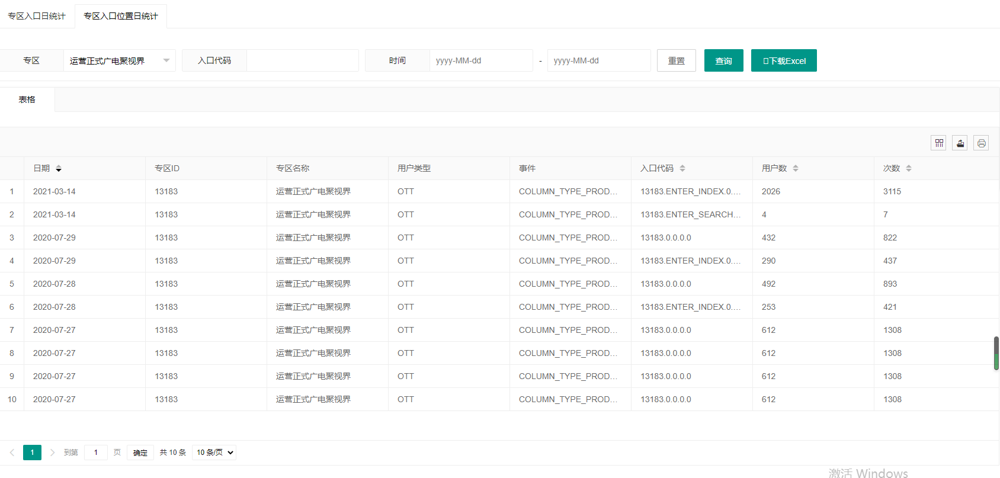 专区入口日统计 专区入口位置日统计
专区 运营正式广电聚视界 入口代码 时间 yyyy-MM-dd - yyyy-MM-dd 重置 查询 下载Excel
表格
日期 专区ID 专区名称 用户类型 事件 入口代码 用户数 次数
1 2021-03-14 13183 运营正式广电聚视界 OTT COLUMN_TYPE_PROD... 13183.ENTER_INDEX.0.... 2026 3115
2 2021-03-14 13183 运营正式广电聚视界 OTT COLUMN_TYPE_PROD... 13183.ENTER_SEARCH... 4 7
3 2020-07-29 13183 运营正式广电聚视界 OTT COLUMN_TYPE_PROD... 13183.0.0.0.0 432 822
4 2020-07-29 13183 运营正式广电聚视界 OTT COLUMN_TYPE_PROD... 13183.ENTER_INDEX.0.... 290 437
5 2020-07-28 13183 运营正式广电聚视界 OTT COLUMN_TYPE_PROD... 13183.0.0.0.0 492 893
6 2020-07-28 13183 运营正式广电聚视界 OTT COLUMN_TYPE_PROD... 13183.ENTER_INDEX.0.... 253 421
7 2020-07-27 13183 运营正式广电聚视界 OTT COLUMN_TYPE_PROD... 13183.0.0.0.0 612 1308
8 2020-07-27 13183 运营正式广电聚视界 OTT COLUMN_TYPE_PROD... 13183.0.0.0.0 612 1308
9 2020-07-27 13183 运营正式广电聚视界 OTT COLUMN_TYPE_PROD... 13183.0.0.0.0 612 1308
10 2020-07-27 13183 运营正式广电聚视界 OTT COLUMN_TYPE_PROD... 13183.0.0.0.0 612 1308
1 到第 1 页 确定 共 10 条 10 条/页
激活 Windows